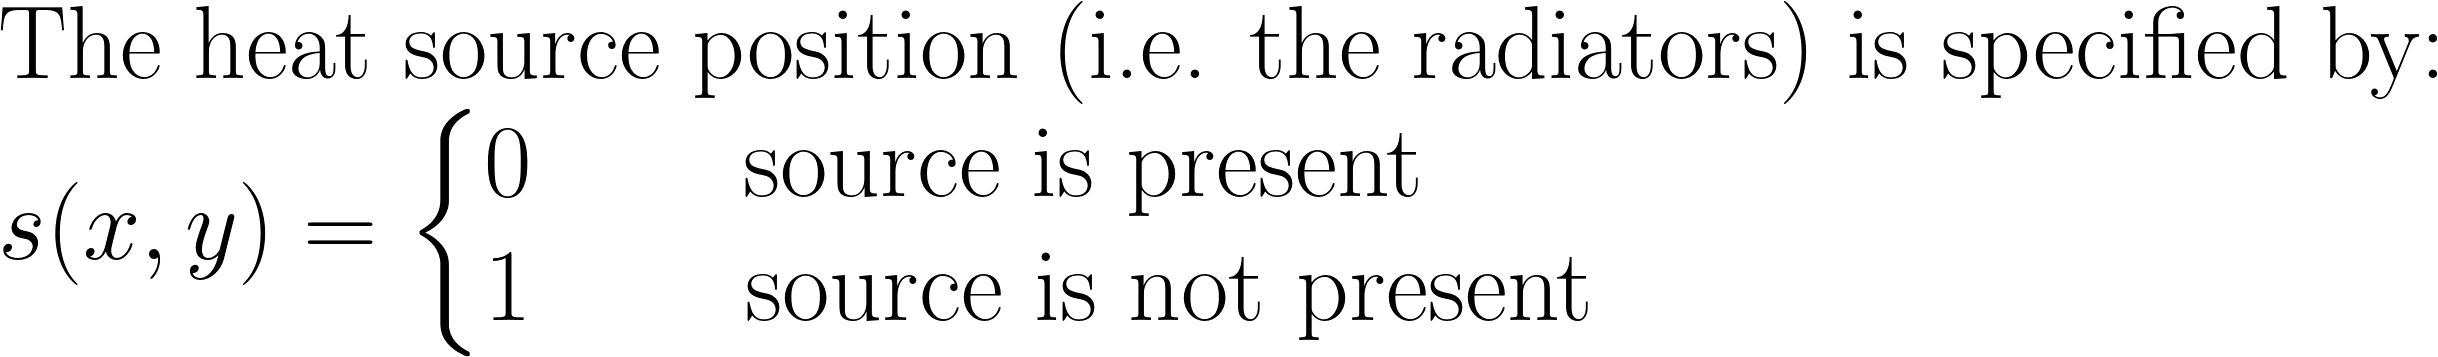 The heat source position (i.e. the radiators) is specified by:
s(x, y) = { 0 source is present
1 source is not present